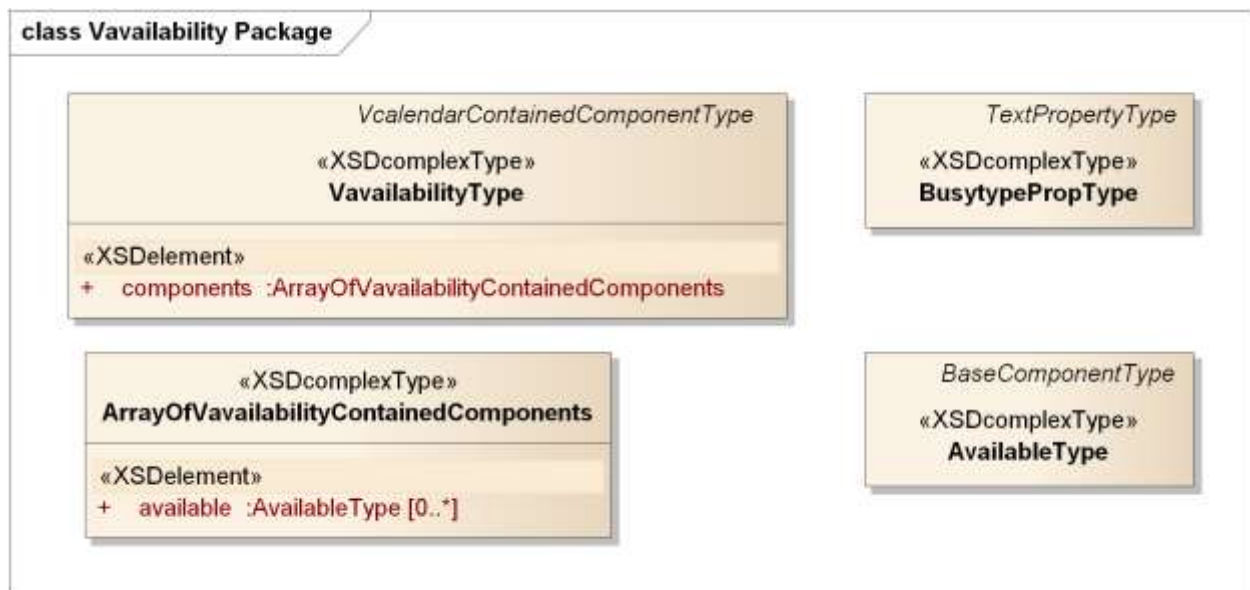 class Vavailability Package
VcalendarContainedComponentType
«XSDcomplexType»
VavailabilityType
«XSDelement»
+ components :ArrayOfVavailabilityContainedComponents
TextPropertyType
«XSDcomplexType»
BusytypePropType
«XSDcomplexType»
ArrayOfVavailabilityContainedComponents
«XSDelement»
+ available :AvailableType [0..*]
BaseComponentType
«XSDcomplexType»
AvailableType